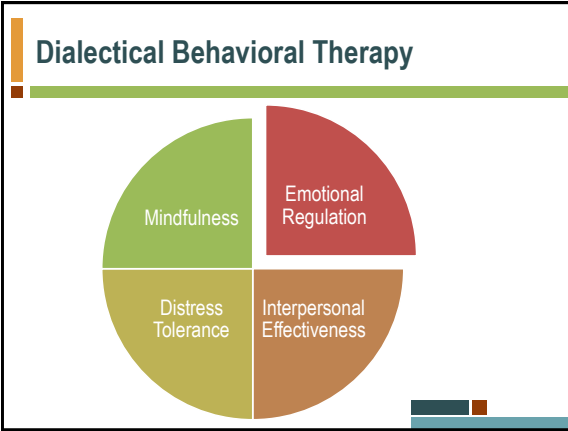 Dialectical Behavioral Therapy
Emotional
Regulation
Mindfulness
Distress
Tolerance
Interpersonal
Effectiveness